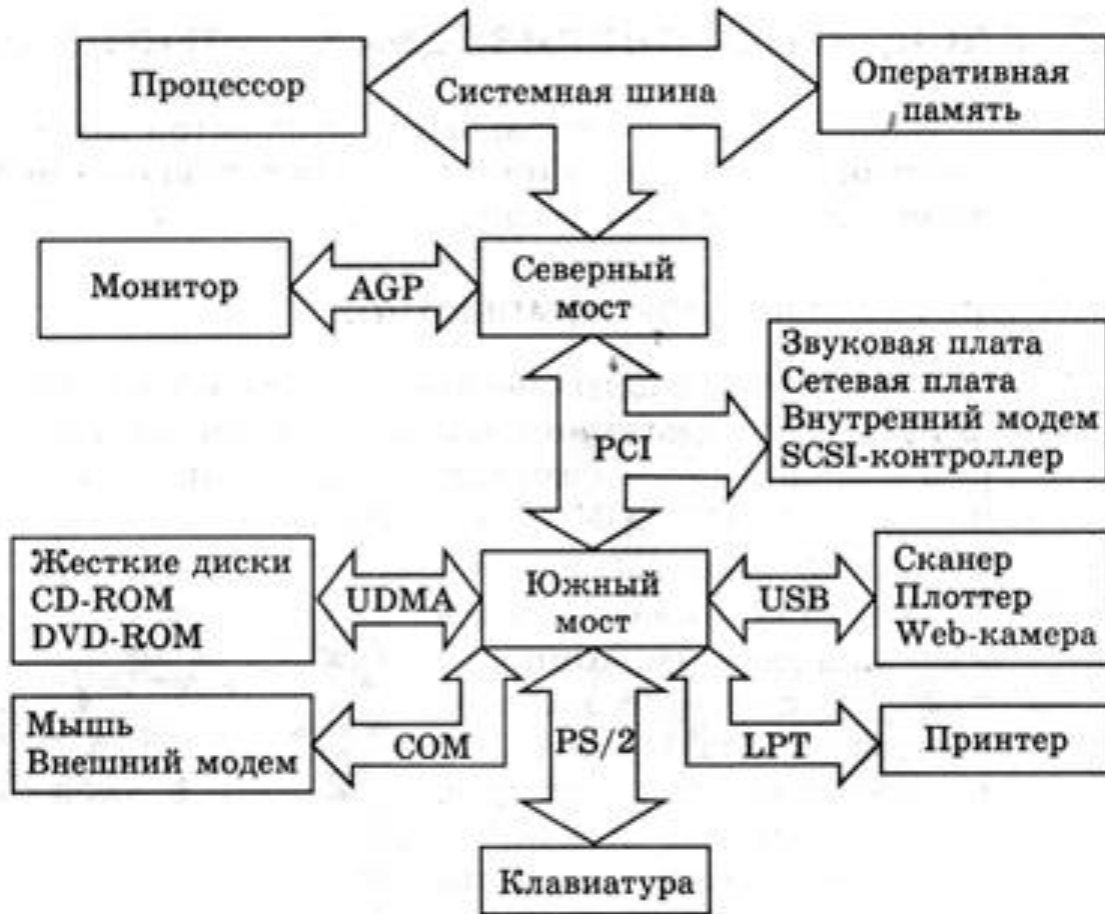 Процессор
Системная шина
Оперативная
память
Монитор
AGP
Северный
мост
Звуковая плата
Сетевая плата
Внутренний модем
SCSI-контроллер
PCI
Жесткие диски
CD-ROM
DVD-ROM
UDMA
Южный
мост
USB
Сканер
Плоттер
Web-камера
Мышь
Внешний модем
COM
PS/2
LPT
Принтер
Клавиатура